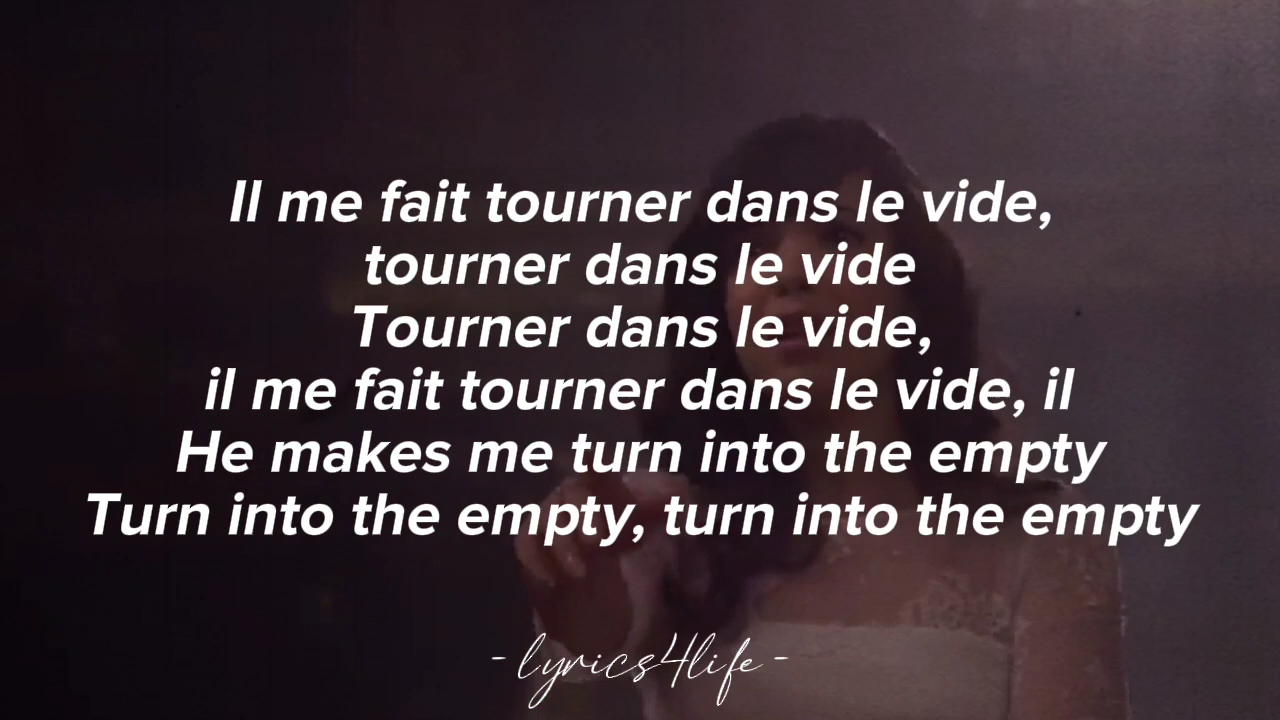 Il me fait tourner dans le vide,
tourner dans le vide
Tourner dans le vide,
il me fait tourner dans le vide, il
He makes me turn into the empty
Turn into the empty, turn into the empty
- lyrics4life -